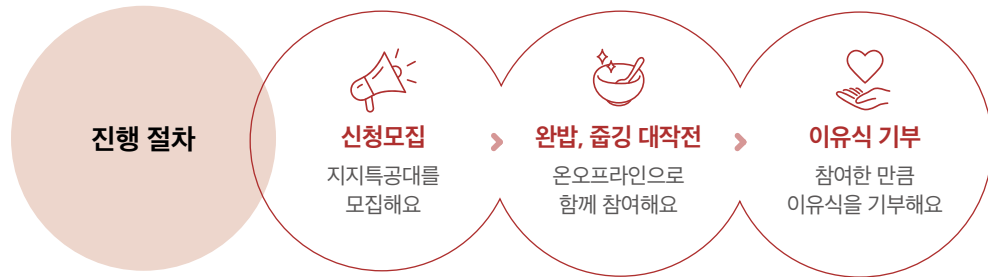 진행 절차
신청모집
지지특공대를
모집해요
완밥, 줍깅 대작전
온오프라인으로
함께 참여해요
이유식 기부
참여한 만큼
이유식을 기부해요